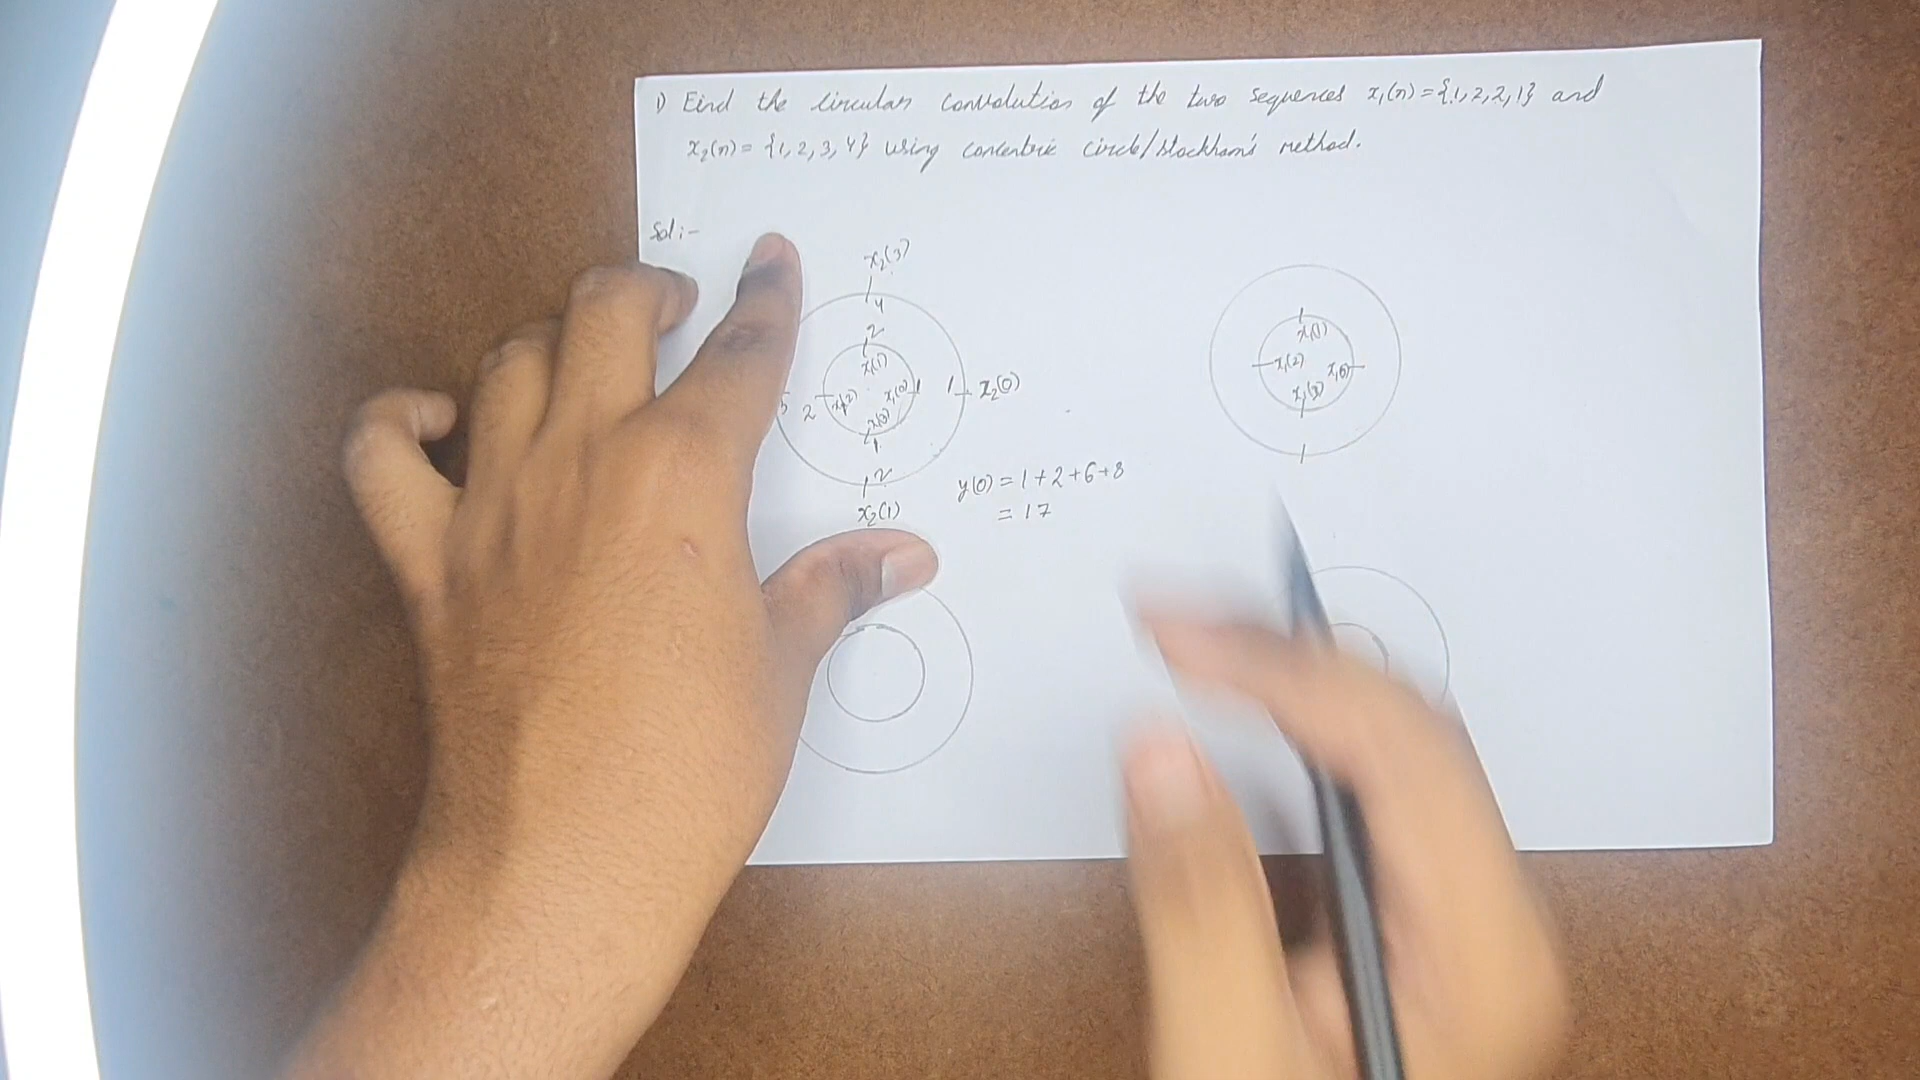 1) Find the circular convolution of the two sequences x₁(n)={1,2,2,1} and
x₂(n)= {1,2,3,4} using concentric circle/stockham's method.
Sol:-
x₂(3)
4
2
x₁(1)
3 2 x₁(2) x₁(0) 1 1 x₂(0)
x₁(3)
1
2
x₂(1)
y(0) = 1+2+6+8
= 17
x₁(1)
x₁(2) x₁(0)
x₁(3)